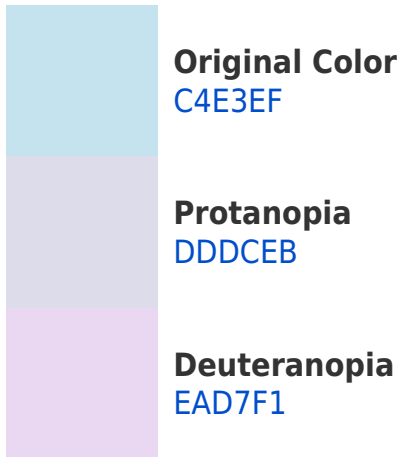 Original Color
C4E3EF
Protanopia
DDDCEB
Deuteranopia
EAD7F1